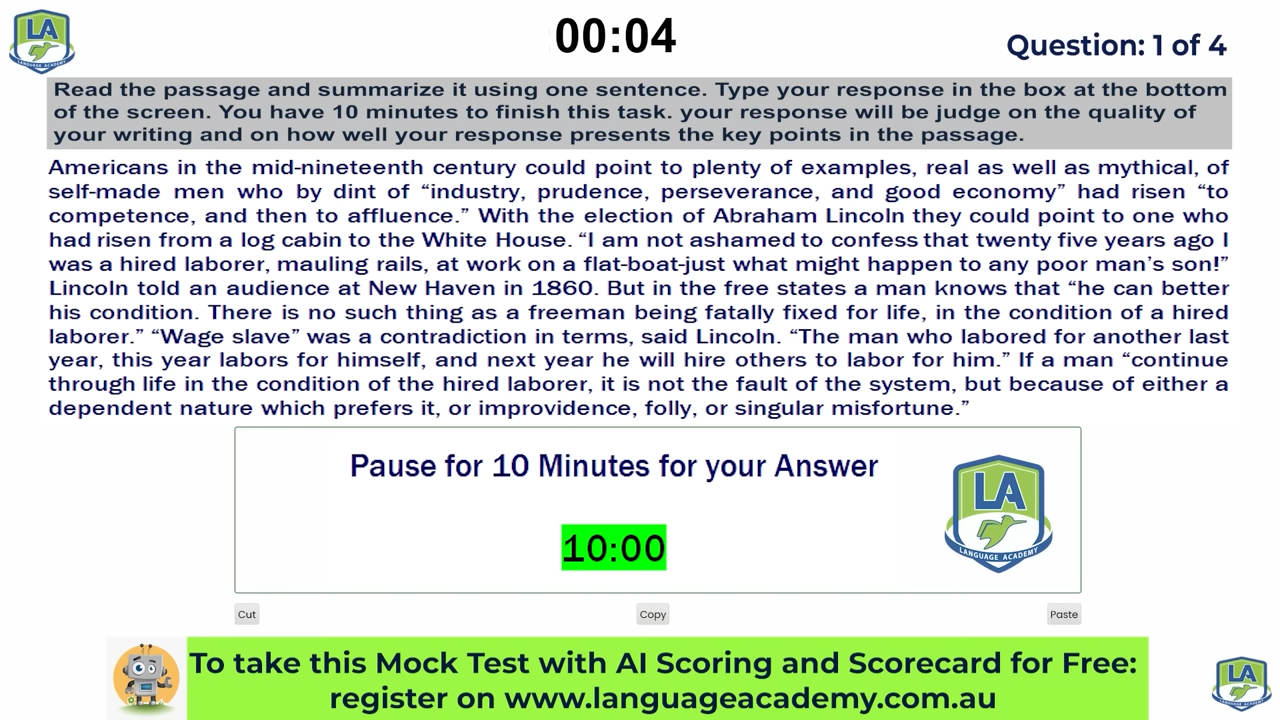 LA
LANGUAGE ACADEMY
00:04
Question: 1 of 4
Read the passage and summarize it using one sentence. Type your response in the box at the bottom
of the screen. You have 10 minutes to finish this task. your response will be judge on the quality of
your writing and on how well your response presents the key points in the passage.
Americans in the mid-nineteenth century could point to plenty of examples, real as well as mythical, of
self-made men who by dint of “industry, prudence, perseverance, and good economy” had risen “to
competence, and then to affluence.” With the election of Abraham Lincoln they could point to one who
had risen from a log cabin to the White House. “I am not ashamed to confess that twenty five years ago I
was a hired laborer, mauling rails, at work on a flat-boat-just what might happen to any poor man’s son!”
Lincoln told an audience at New Haven in 1860. But in the free states a man knows that “he can better
his condition. There is no such thing as a freeman being fatally fixed for life, in the condition of a hired
laborer.” “Wage slave” was a contradiction in terms, said Lincoln. “The man who labored for another last
year, this year labors for himself, and next year he will hire others to labor for him.” If a man “continue
through life in the condition of the hired laborer, it is not the fault of the system, but because of either a
dependent nature which prefers it, or improvidence, folly, or singular misfortune.”
Pause for 10 Minutes for your Answer
10:00
LA
LANGUAGE ACADEMY
Cut
Copy
Paste
To take this Mock Test with AI Scoring and Scorecard for Free:
register on www.languageacademy.com.au
LA
LANGUAGE ACADEMY